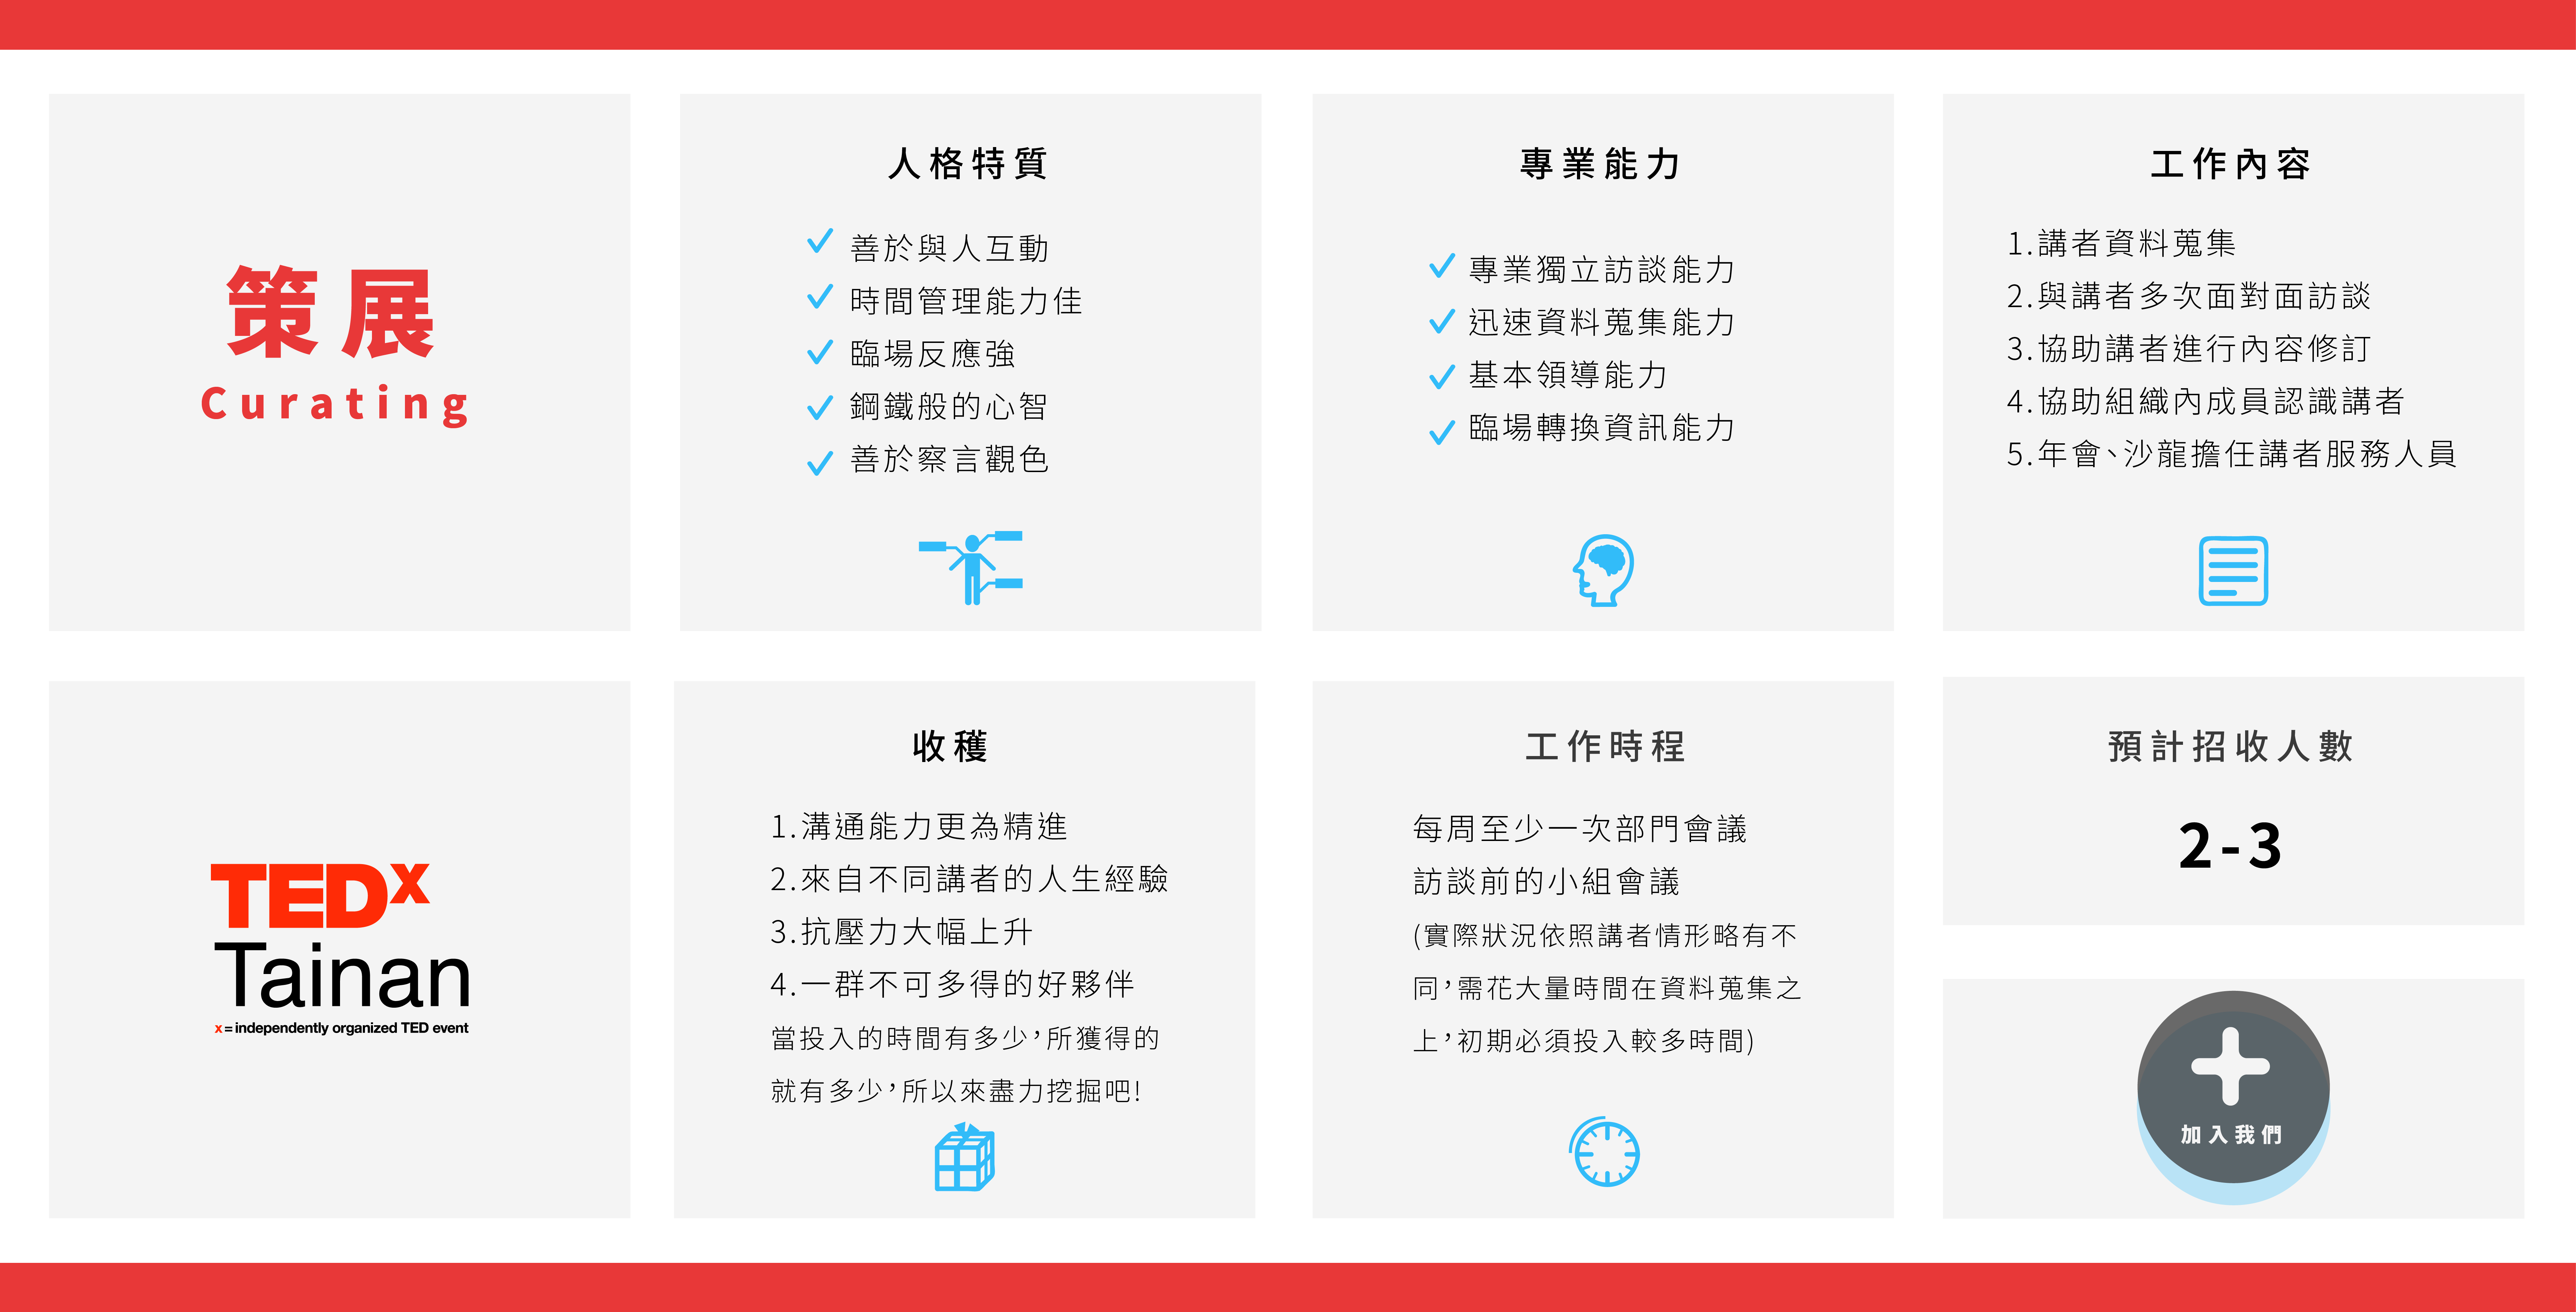 策展
Curating
人格特質
善於與人互動
時間管理能力佳
臨場反應強
鋼鐵般的心智
善於察言觀色
專業能力
專業獨立訪談能力
迅速資料蒐集能力
基本領導能力
臨場轉換資訊能力
工作內容
1.講者資料蒐集
2.與講者多次面對面訪談
3.協助講者進行內容修訂
4.協助組織內成員認識講者
5.年會、沙龍擔任講者服務人員
TEDx
Tainan
x = independently organized TED event
收穫
1.溝通能力更為精進
2.來自不同講者的人生經驗
3.抗壓力大幅上升
4.一群不可多得的好夥伴
當投入的時間有多少，所獲得的
就有多少，所以來盡力挖掘吧！
工作時程
每周至少一次部門會議
訪談前的小組會議
(實際狀況依照講者情形略有不
同，需花大量時間在資料蒐集之
上，初期必須投入較多時間)
預計招收人數
2-3
加入我們